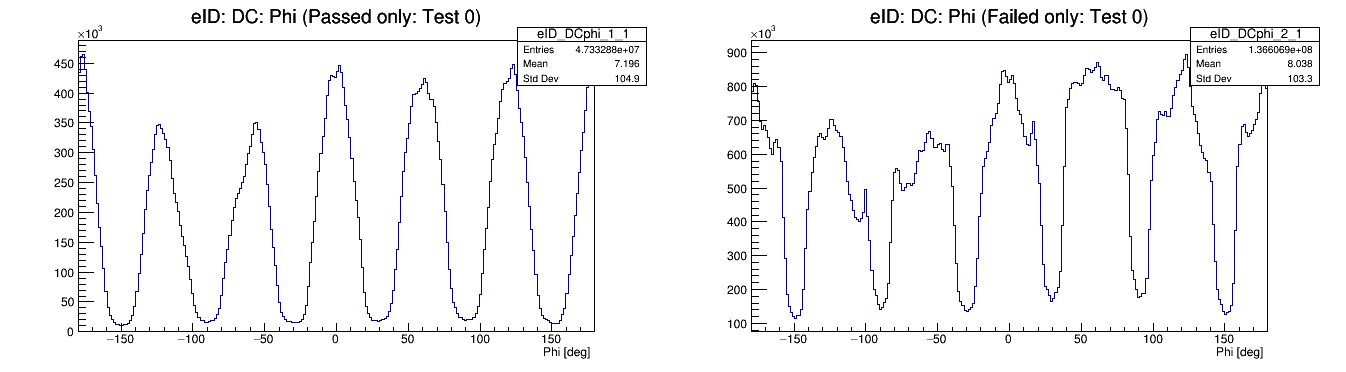 eID: DC: Phi (Passed only: Test 0)
×10³
eID_DCphi_1_1
Entries 4.733288e+07
Mean 7.196
Std Dev 104.9
450
400
350
300
250
200
150
100
50
0
−150 −100 −50 0 50 100 150
Phi [deg]
eID: DC: Phi (Failed only: Test 0)
×10³
eID_DCphi_2_1
Entries 1.366069e+08
Mean 8.038
Std Dev 103.3
900
800
700
600
500
400
300
200
100
−150 −100 −50 0 50 100 150
Phi [deg]